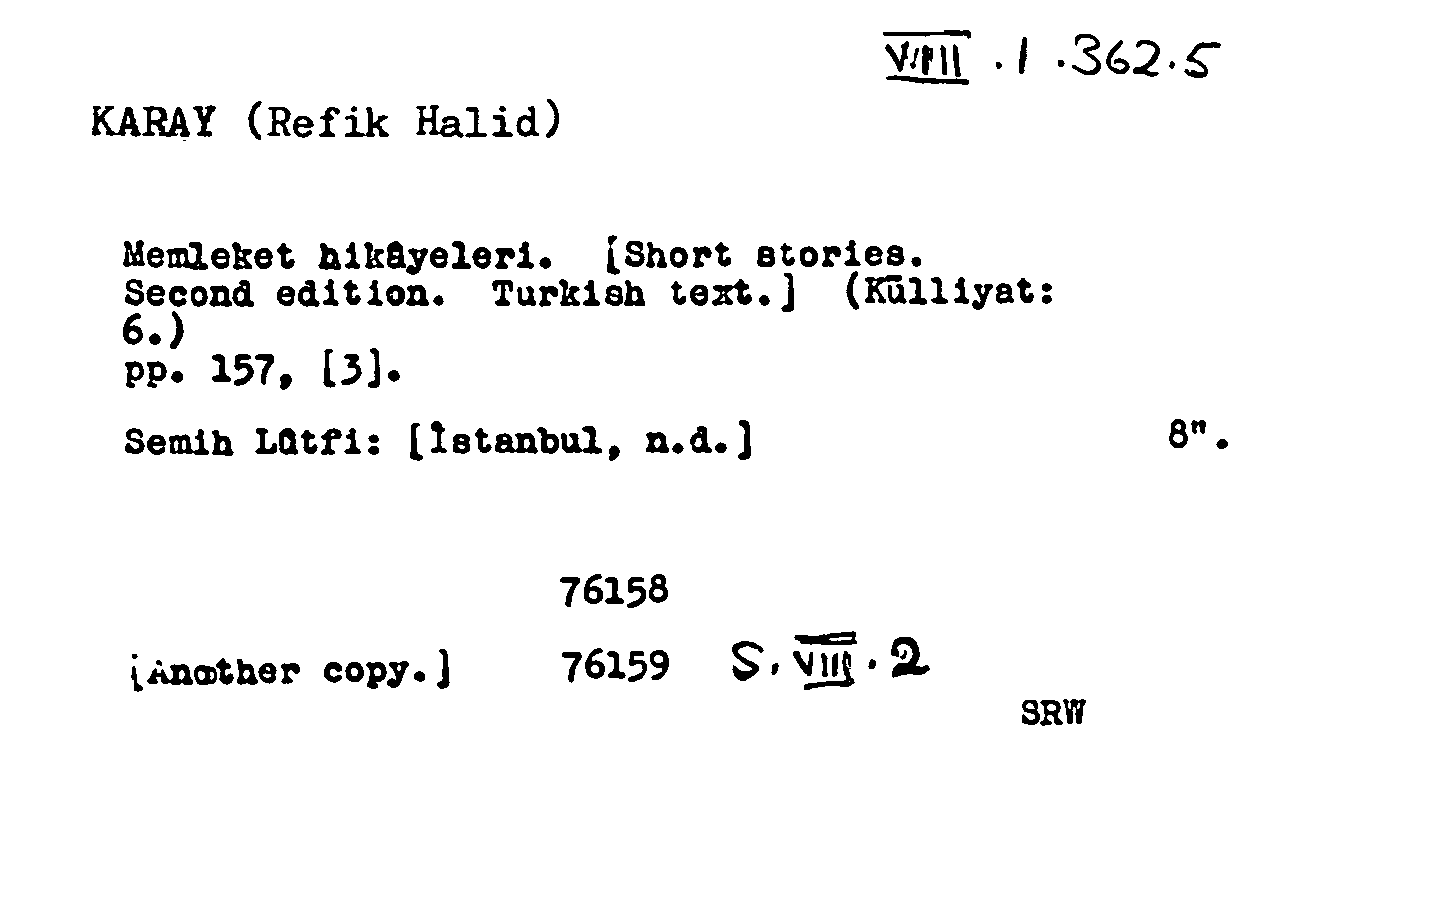 VIII . 1 . 362.5
KARAY (Refik Halid)
Memleket hikâyeleri. [Short stories.
Second edition. Turkish text.] (Külliyat:
6.)
pp. 157, [3].
Semih Lûtfi: [İstanbul, n.d.] 8".
76158
[Another copy.] 76159 S. VIII . 2
SRW